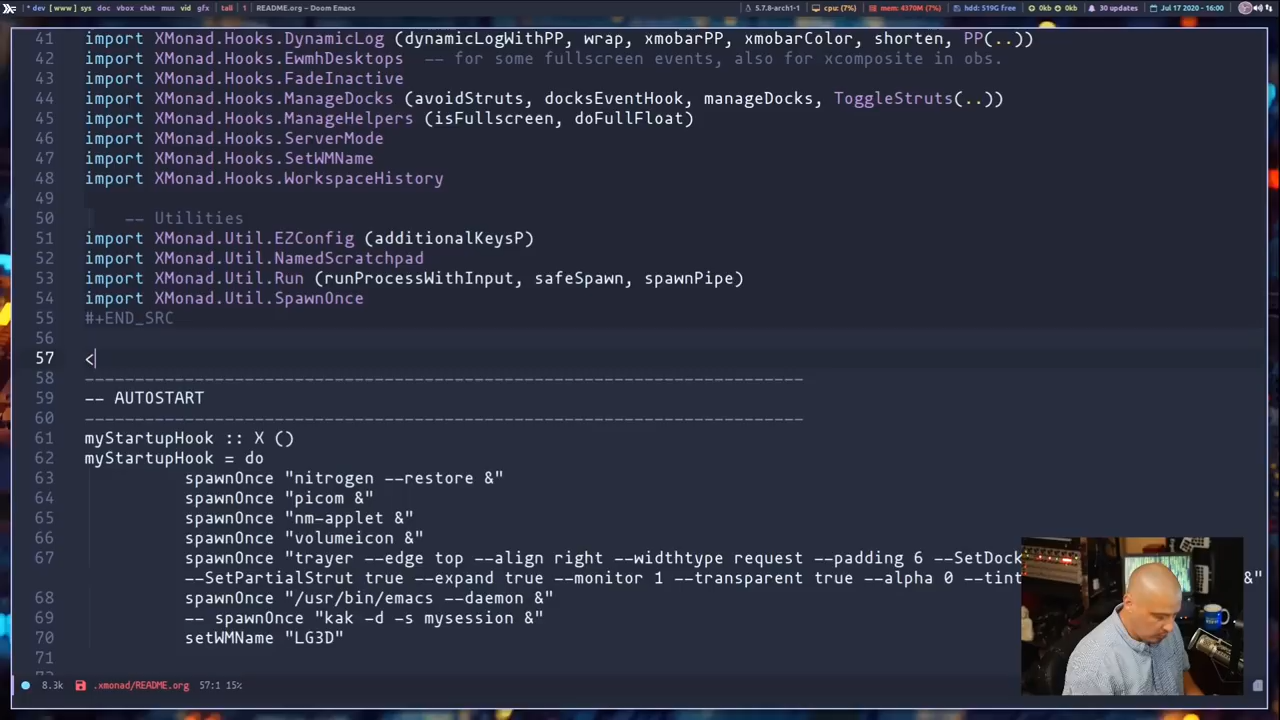 * dev [ www ] sys doc vbox chat mus vid gfx | tall | 1 | README.org – Doom Emacs
5.7.8-arch1-1 | cpu: (7%) | mem: 4370M (7%) | hdd: 519G free | 0kb 0kb | 30 updates | Jul 17 2020 - 16:00
41 import XMonad.Hooks.DynamicLog (dynamicLogWithPP, wrap, xmobarPP, xmobarColor, shorten, PP(..))
42 import XMonad.Hooks.EwmhDesktops  -- for some fullscreen events, also for xcomposite in obs.
43 import XMonad.Hooks.FadeInactive
44 import XMonad.Hooks.ManageDocks (avoidStruts, docksEventHook, manageDocks, ToggleStruts(..))
45 import XMonad.Hooks.ManageHelpers (isFullscreen, doFullFloat)
46 import XMonad.Hooks.ServerMode
47 import XMonad.Hooks.SetWMName
48 import XMonad.Hooks.WorkspaceHistory
49
50     -- Utilities
51 import XMonad.Util.EZConfig (additionalKeysP)
52 import XMonad.Util.NamedScratchpad
53 import XMonad.Util.Run (runProcessWithInput, safeSpawn, spawnPipe)
54 import XMonad.Util.SpawnOnce
55 #+END_SRC
56
57 <
58 ------------------------------------------------------------------------
59 -- AUTOSTART
60 ------------------------------------------------------------------------
61 myStartupHook :: X ()
62 myStartupHook = do
63           spawnOnce "nitrogen --restore &"
64           spawnOnce "picom &"
65           spawnOnce "nm-applet &"
66           spawnOnce "volumeicon &"
67           spawnOnce "trayer --edge top --align right --widthtype request --padding 6 --SetDock
          --SetPartialStrut true --expand true --monitor 1 --transparent true --alpha 0 --tint &"
68           spawnOnce "/usr/bin/emacs --daemon &"
69           -- spawnOnce "kak -d -s mysession &"
70           setWMName "LG3D"
71
8.3k .xmonad/README.org 57:1 15%